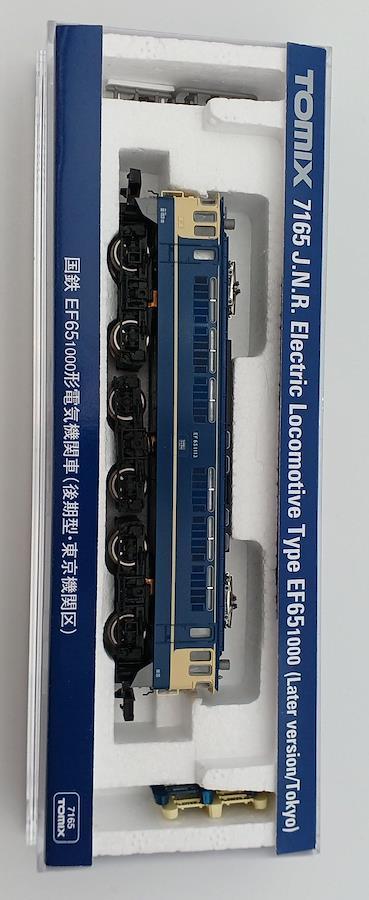 TOMIX 7165 J.N.R. Electric Locomotive Type EF651000 (Later version/Tokyo)
EF651113
国鉄 EF651000形電気機関車(後期型・東京機関区)
7165
TOMIX